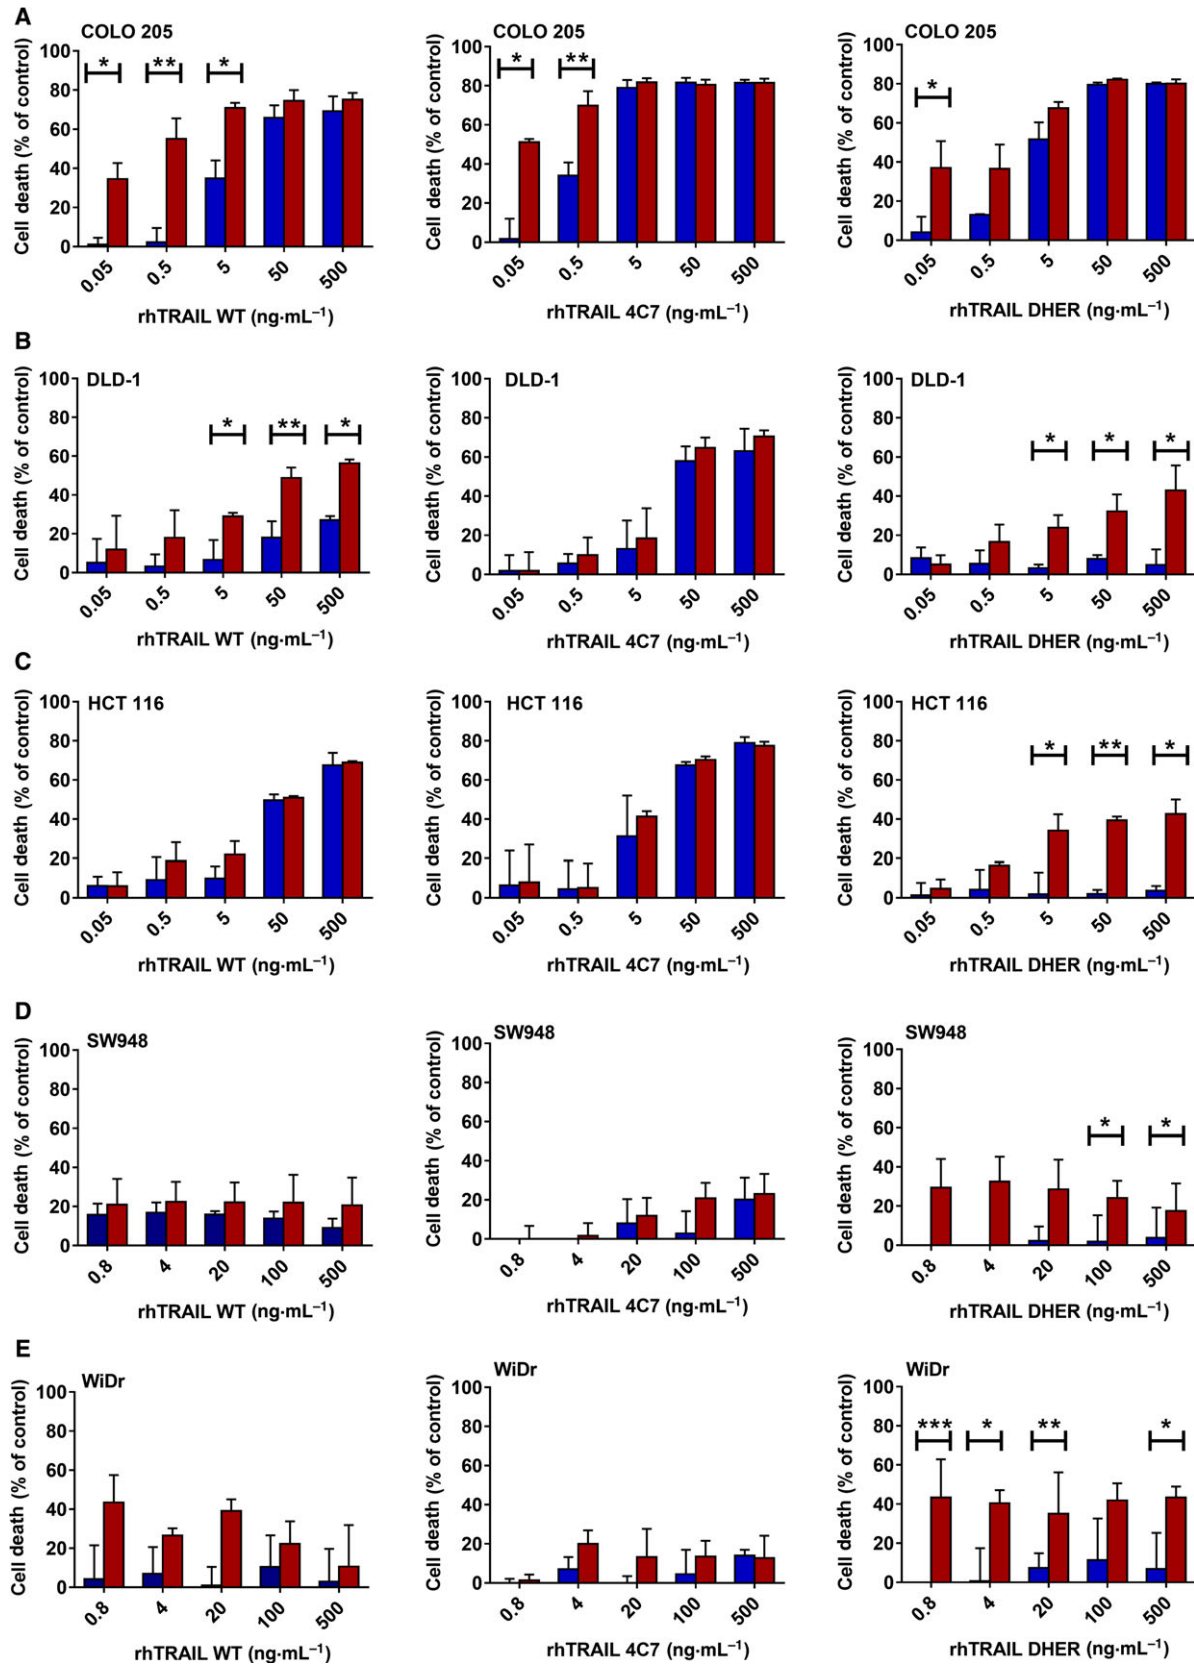 A
COLO 205
COLO 205
COLO 205
Cell death (% of control)
100
80
60
40
20
0
* ** *
0.05 0.5 5 50 500
rhTRAIL WT (ng·mL⁻¹)
Cell death (% of control)
100
80
60
40
20
0
* **
0.05 0.5 5 50 500
rhTRAIL 4C7 (ng·mL⁻¹)
Cell death (% of control)
100
80
60
40
20
0
*
0.05 0.5 5 50 500
rhTRAIL DHER (ng·mL⁻¹)
B
DLD-1
Cell death (% of control)
100
80
60
40
20
0
* ** *
0.05 0.5 5 50 500
rhTRAIL WT (ng·mL⁻¹)
DLD-1
Cell death (% of control)
100
80
60
40
20
0
0.05 0.5 5 50 500
rhTRAIL 4C7 (ng·mL⁻¹)
DLD-1
Cell death (% of control)
100
80
60
40
20
0
* * *
0.05 0.5 5 50 500
rhTRAIL DHER (ng·mL⁻¹)
C
HCT 116
Cell death (% of control)
100
80
60
40
20
0
0.05 0.5 5 50 500
rhTRAIL WT (ng·mL⁻¹)
HCT 116
Cell death (% of control)
100
80
60
40
20
0
0.05 0.5 5 50 500
rhTRAIL 4C7 (ng·mL⁻¹)
HCT 116
Cell death (% of control)
100
80
60
40
20
0
* ** *
0.05 0.5 5 50 500
rhTRAIL DHER (ng·mL⁻¹)
D
SW948
Cell death (% of control)
100
80
60
40
20
0
0.8 4 20 100 500
rhTRAIL WT (ng·mL⁻¹)
SW948
Cell death (% of control)
100
80
60
40
20
0
0.8 4 20 100 500
rhTRAIL 4C7 (ng·mL⁻¹)
SW948
Cell death (% of control)
100
80
60
40
20
0
* *
0.8 4 20 100 500
rhTRAIL DHER (ng·mL⁻¹)
E
WiDr
Cell death (% of control)
100
80
60
40
20
0
0.8 4 20 100 500
rhTRAIL WT (ng·mL⁻¹)
WiDr
Cell death (% of control)
100
80
60
40
20
0
0.8 4 20 100 500
rhTRAIL 4C7 (ng·mL⁻¹)
WiDr
Cell death (% of control)
100
80
60
40
20
0
*** * ** *
0.8 4 20 100 500
rhTRAIL DHER (ng·mL⁻¹)